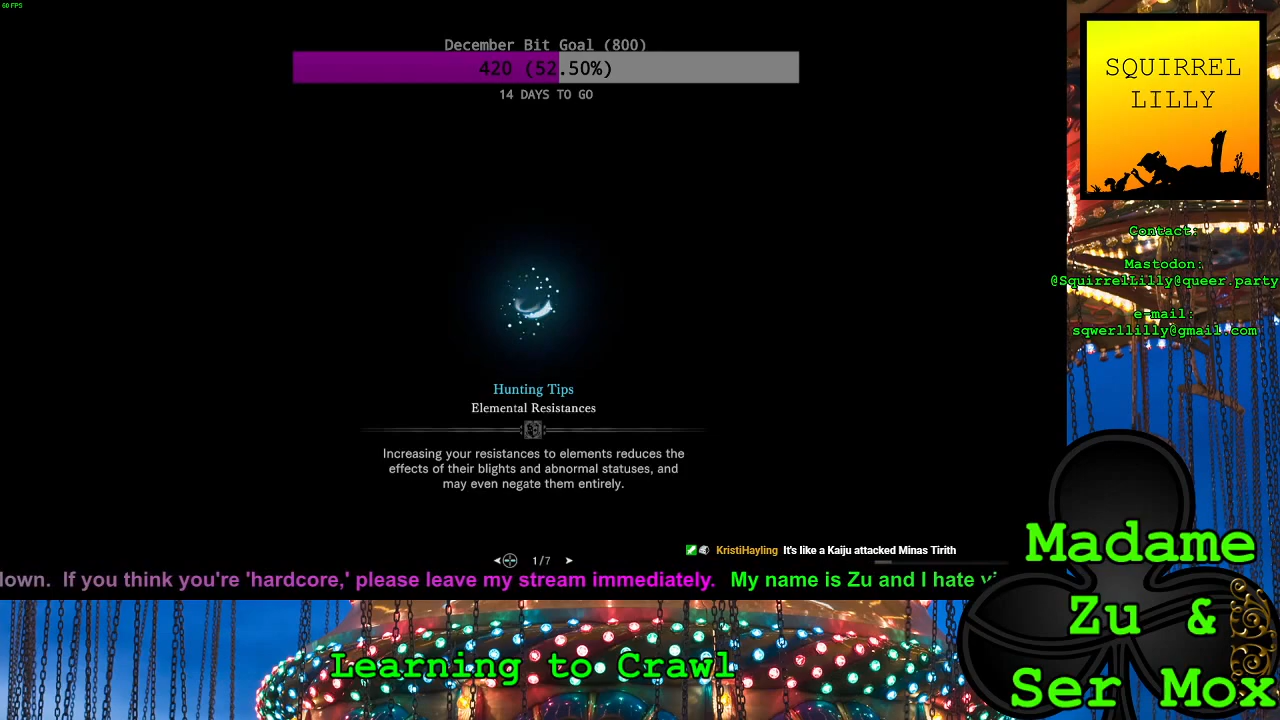 60 FPS
December Bit Goal (800)
420 (52.50%)
14 DAYS TO GO
SQUIRREL
LILLY
Contact:
Mastodon:
@SquirrelLilly@queer.party
e-mail:
sqwerllilly@gmail.com
Hunting Tips
Elemental Resistances
Increasing your resistances to elements reduces the
effects of their blights and abnormal statuses, and
may even negate them entirely.
1/7
KristiHayling It's like a Kaiju attacked Minas Tirith
If you think you're 'hardcore,' please leave my stream immediately. My name is Zu and I hate
Learning to Crawl
Madame
Zu &
Ser Mox